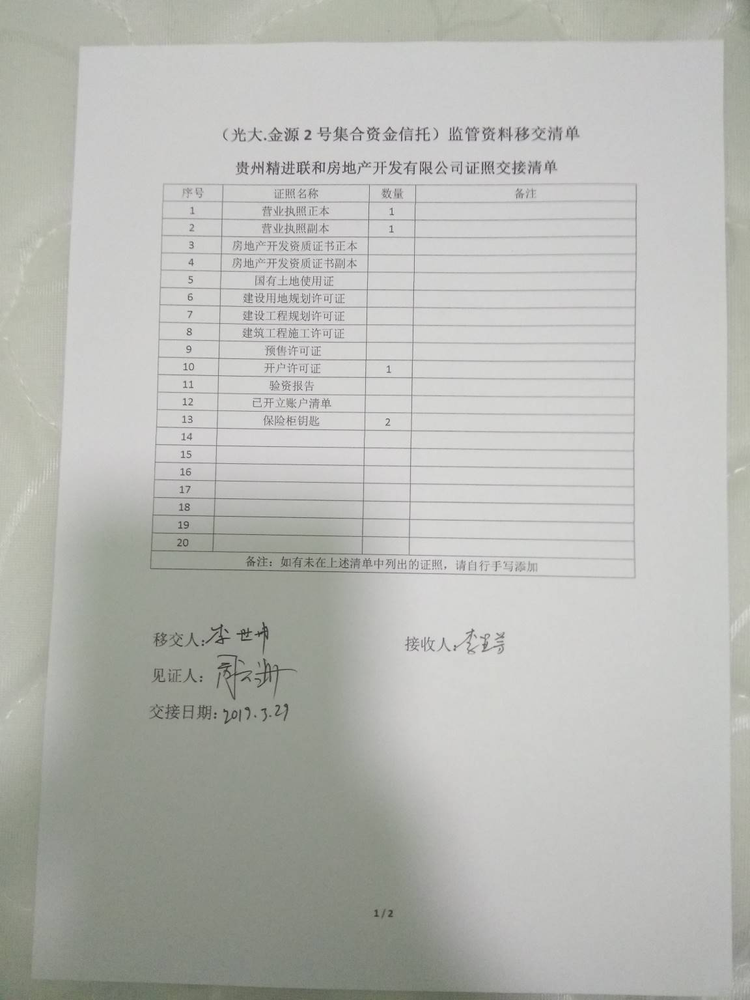 （光大.金源 2 号集合资金信托）监管资料移交清单
贵州精进联和房地产开发有限公司证照交接清单
序号 证照名称 数量 备注
1 营业执照正本 1
2 营业执照副本 1
3 房地产开发资质证书正本
4 房地产开发资质证书副本
5 国有土地使用证
6 建设用地规划许可证
7 建设工程规划许可证
8 建筑工程施工许可证
9 预售许可证
10 开户许可证 1
11 验资报告
12 已开立账户清单
13 保险柜钥匙 2
14
15
16
17
18
19
20
备注：如有未在上述清单中列出的证照，请自行手写添加
移交人:李世坤 接收人:李
见证人：
交接日期:2019.3.29
1 / 2